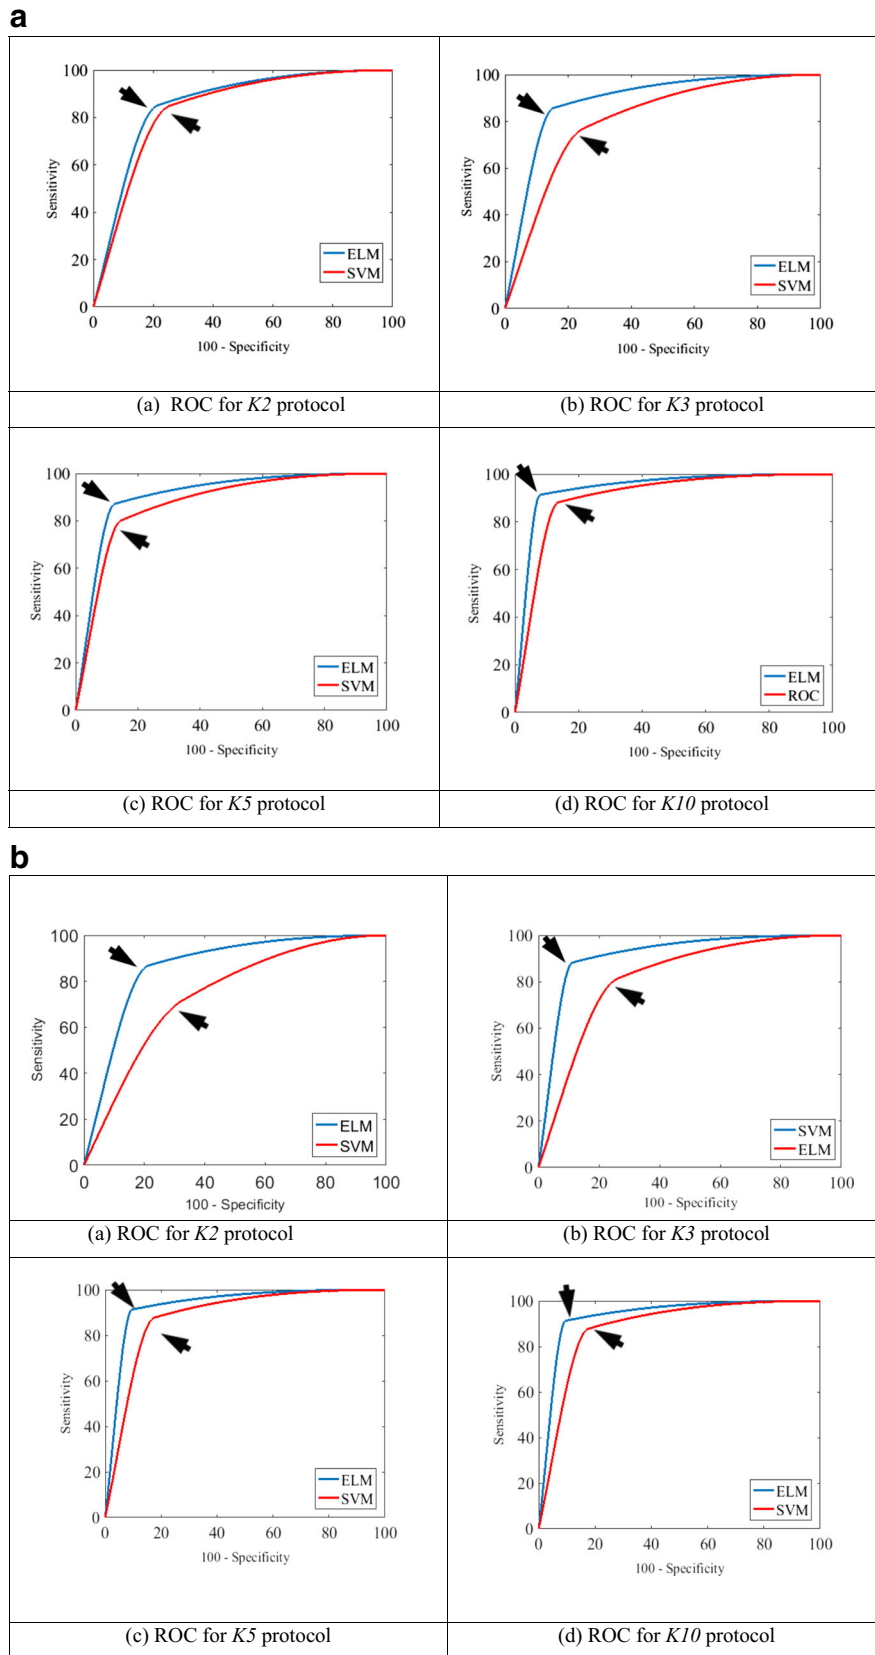 a
100
80
60
40
20
0
Sensitivity
0 20 40 60 80 100
100 - Specificity
ELM
SVM
(a) ROC for K2 protocol
100
80
60
40
20
0
Sensitivity
0 20 40 60 80 100
100 - Specificity
ELM
SVM
(b) ROC for K3 protocol
100
80
60
40
20
0
Sensitivity
0 20 40 60 80 100
100 - Specificity
ELM
SVM
(c) ROC for K5 protocol
100
80
60
40
20
0
Sensitivity
0 20 40 60 80 100
100 - Specificity
ELM
ROC
(d) ROC for K10 protocol
b
100
80
60
40
20
0
Sensitivity
0 20 40 60 80 100
100 - Specificity
ELM
SVM
(a) ROC for K2 protocol
100
80
60
40
20
0
Sensitivity
0 20 40 60 80 100
100 - Specificity
SVM
ELM
(b) ROC for K3 protocol
100
80
60
40
20
0
Sensitivity
0 20 40 60 80 100
100 - Specificity
ELM
SVM
(c) ROC for K5 protocol
100
80
60
40
20
0
Sensitivity
0 20 40 60 80 100
100 - Specificity
ELM
SVM
(d) ROC for K10 protocol